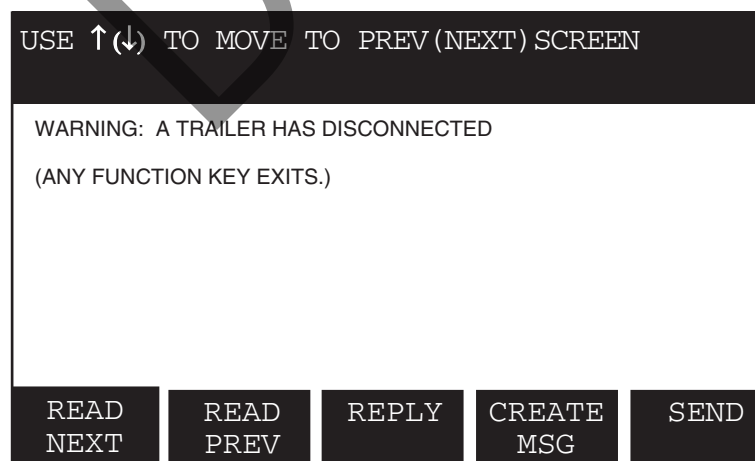 USE ↑(↓) TO MOVE TO PREV(NEXT)SCREEN
WARNING: A TRAILER HAS DISCONNECTED
(ANY FUNCTION KEY EXITS.)
READ NEXT
READ PREV
REPLY
CREATE MSG
SEND